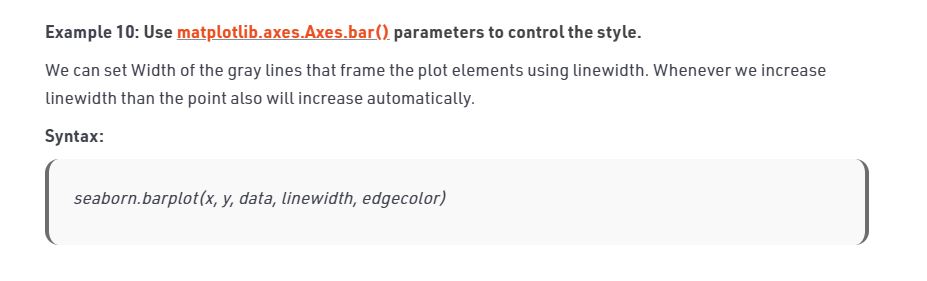 Example 10: Use matplotlib.axes.Axes.bar() parameters to control the style.
We can set Width of the gray lines that frame the plot elements using linewidth. Whenever we increase
linewidth than the point also will increase automatically.
Syntax:
seaborn.barplot(x, y, data, linewidth, edgecolor)